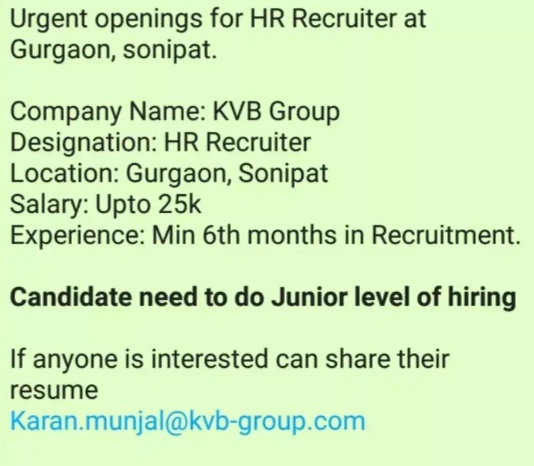 Urgent openings for HR Recruiter at
Gurgaon, sonipat.
Company Name: KVB Group
Designation: HR Recruiter
Location: Gurgaon, Sonipat
Salary: Upto 25k
Experience: Min 6th months in Recruitment.
Candidate need to do Junior level of hiring
If anyone is interested can share their
resume
Karan.munjal@kvb-group.com